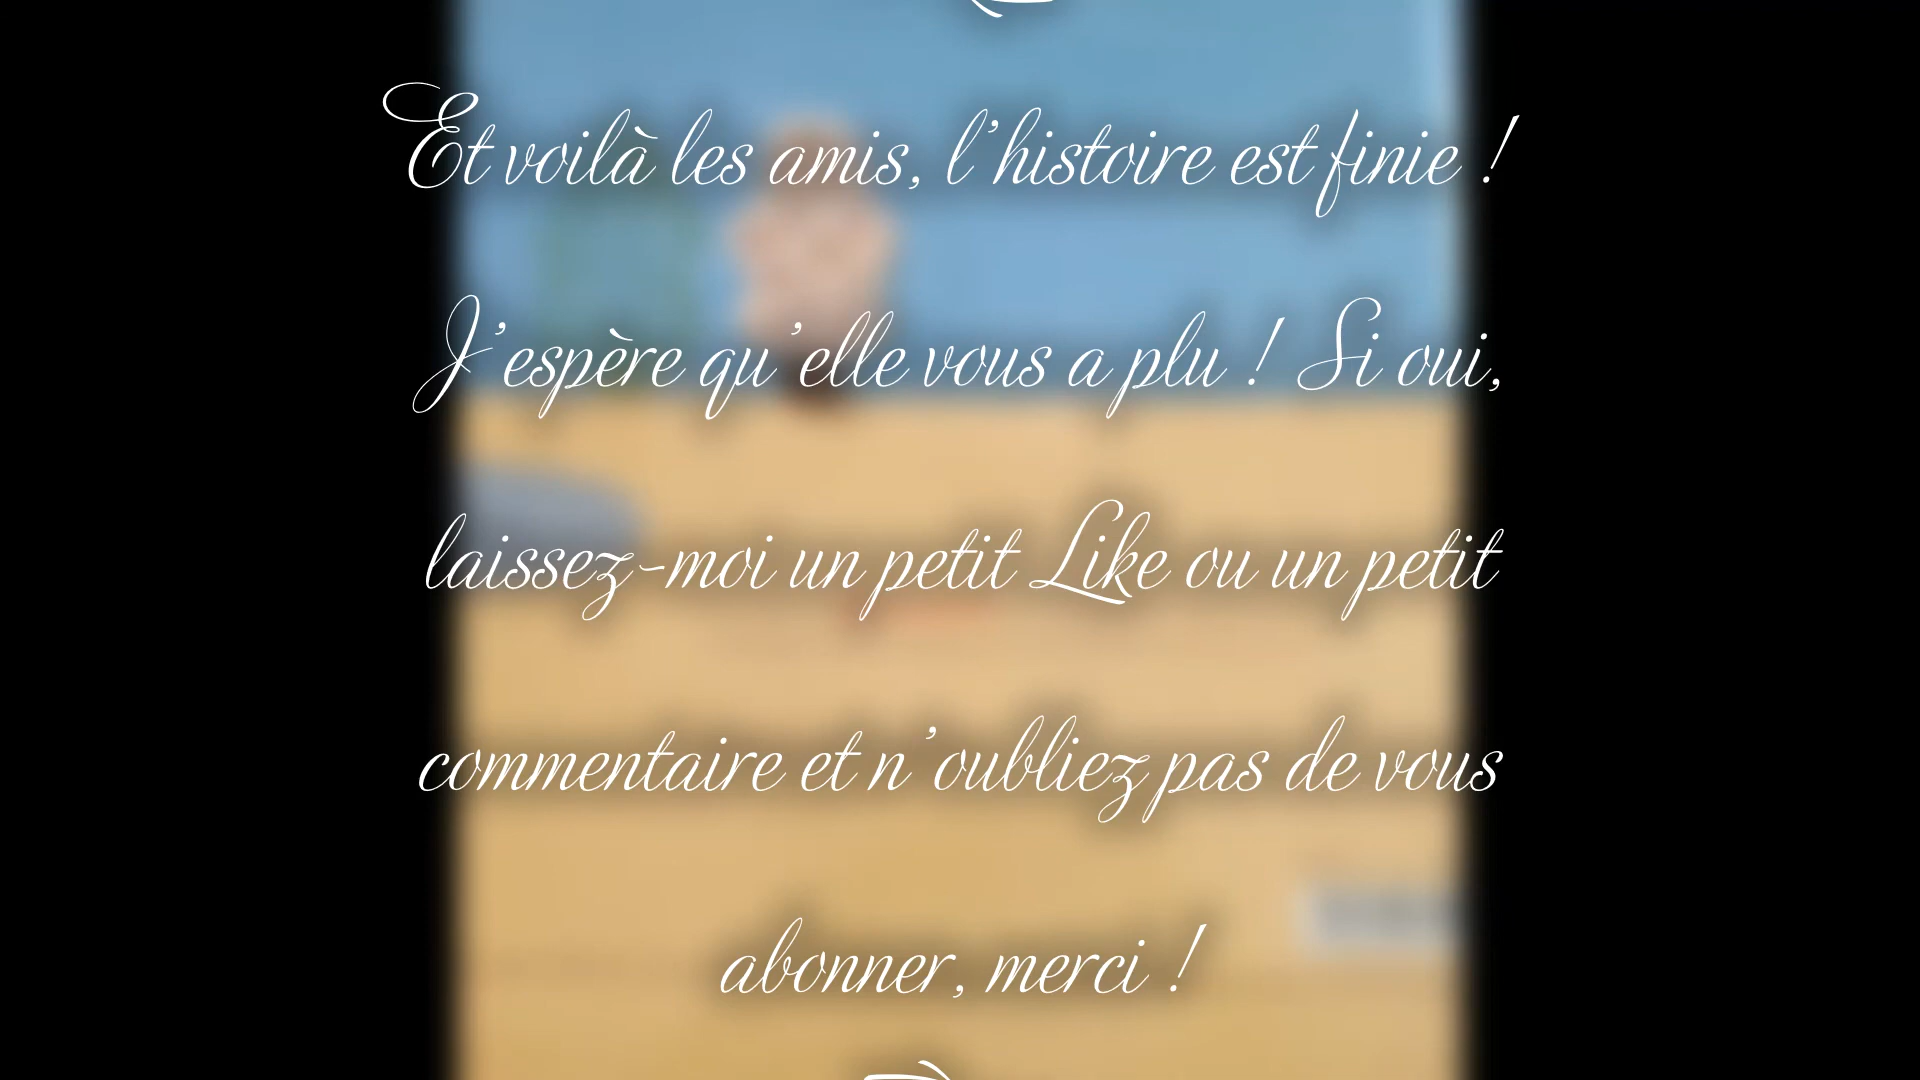 Et voilà les amis, l'histoire est finie !
J'espère qu'elle vous a plu ! Si oui,
laissez-moi un petit Like ou un petit
commentaire et n'oubliez pas de vous
abonner, merci !